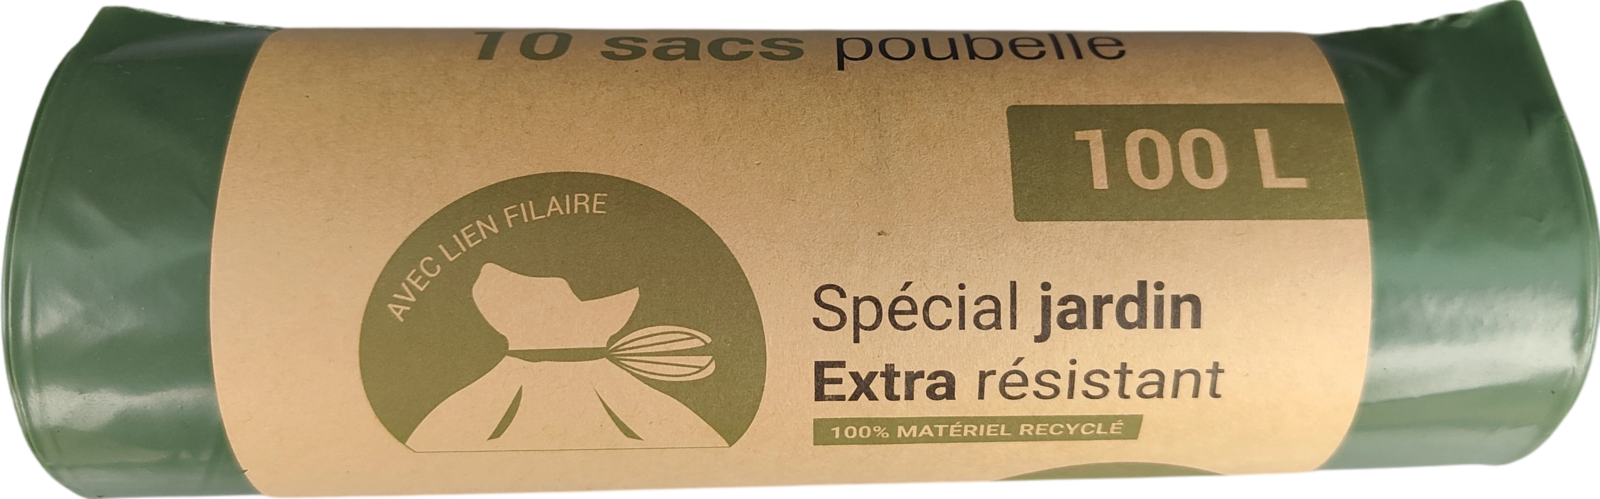 10 sacs poubelle
100 L
AVEC LIEN FILAIRE
Spécial jardin
Extra résistant
100% MATÉRIEL RECYCLÉ